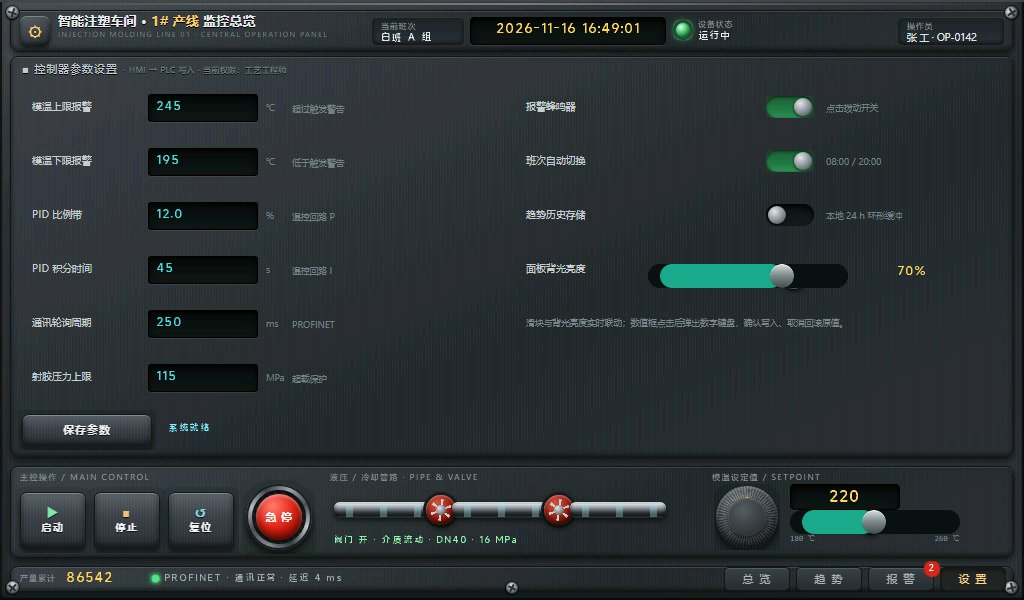 智能注塑车间 • 1# 产线 监控总览
INJECTION MOLDING LINE 01 · CENTRAL OPERATION PANEL
当前班次
白班 A 组
2026-11-16 16:49:01
设备状态
运行中
操作员
张工 · OP-0142
■ 控制器参数设置 · HMI → PLC 写入 · 当前权限：工艺工程师
模温上限报警 245 ℃ 超过触发警告
模温下限报警 195 ℃ 低于触发警告
PID 比例带 12.0 % 温控回路 P
PID 积分时间 45 s 温控回路 I
通讯轮询周期 250 ms PROFINET
射胶压力上限 115 MPa 超载保护
报警蜂鸣器 点击拨动开关
班次自动切换 08:00 / 20:00
趋势历史存储 本地 24 h 环形缓冲
面板背光亮度 70%
滑块与背光亮度实时联动；数值框点击后弹出数字键盘，确认写入、取消回滚原值。
保存参数 系统就绪
主控操作 / MAIN CONTROL
启动
停止
复位
急停
液压 / 冷却管路 · PIPE & VALVE
阀门 开 · 介质流动 · DN40 · 16 MPa
模温设定值 / SETPOINT
220
180 ℃ 260 ℃
产量累计 86542 PROFINET · 通讯正常 · 延迟 4 ms
总览 趋势 报警 2 设置